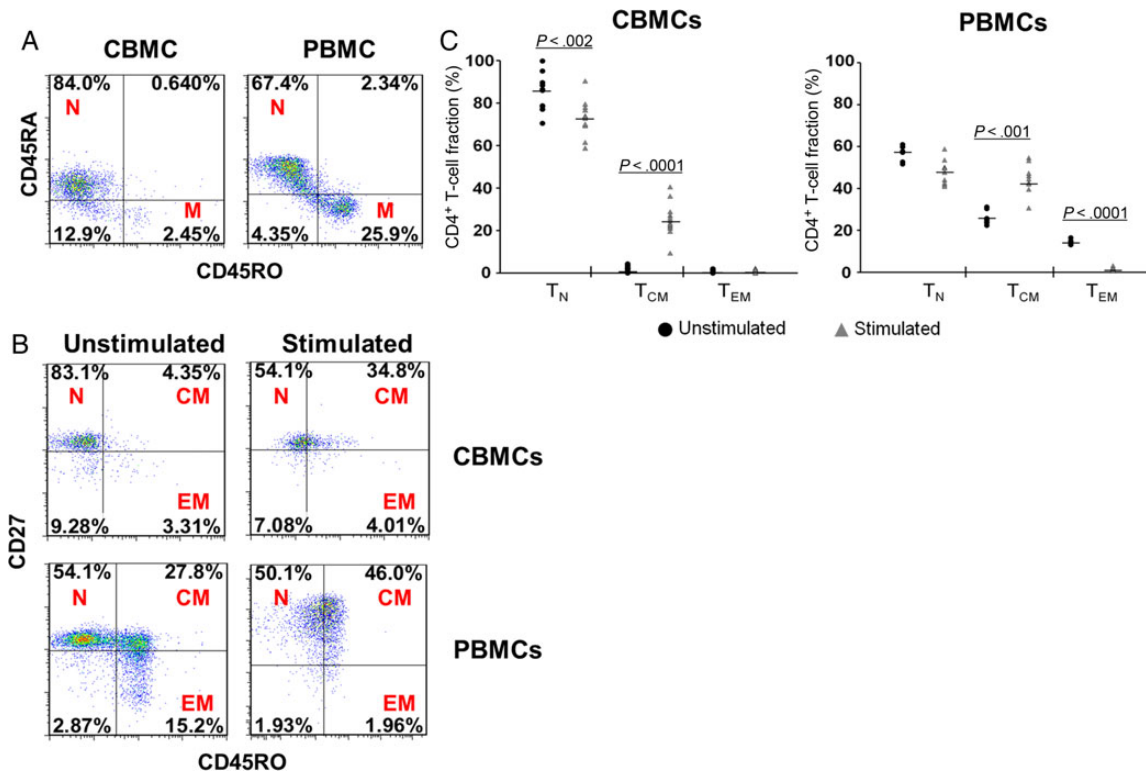 A
CBMC
PBMC
84.0% 0.640%
N
M
12.9% 2.45%
67.4% 2.34%
N
M
4.35% 25.9%
CD45RA
CD45RO
B
Unstimulated
Stimulated
83.1% 4.35%
N CM
EM
9.28% 3.31%
54.1% 34.8%
N CM
EM
7.08% 4.01%
CBMCs
54.1% 27.8%
N CM
EM
2.87% 15.2%
50.1% 46.0%
N CM
EM
1.93% 1.96%
PBMCs
CD27
CD45RO
C
CBMCs
P < .002
P < .0001
CD4+ T-cell fraction (%)
100
80
60
40
20
0
TN TCM TEM
PBMCs
P < .001
P < .0001
CD4+ T-cell fraction (%)
100
80
60
40
20
0
TN TCM TEM
Unstimulated Stimulated